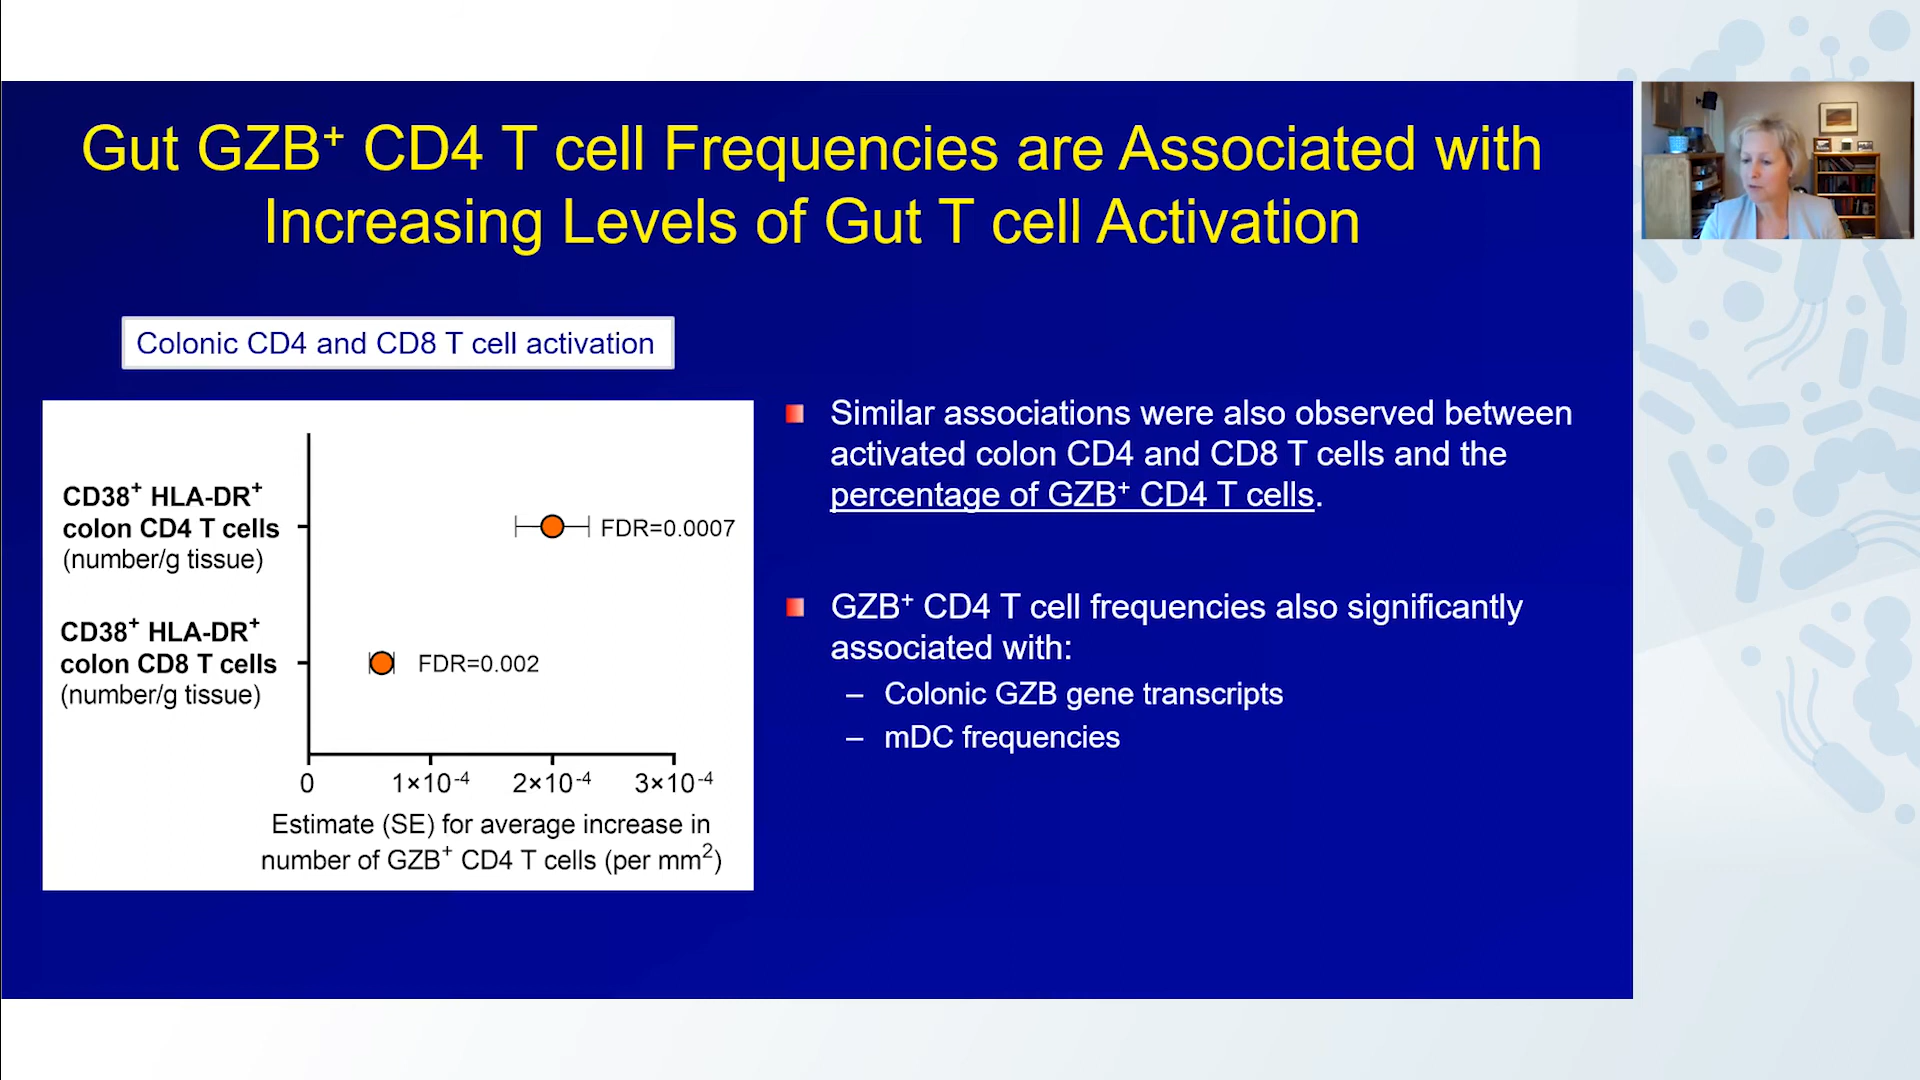 Gut GZB⁺ CD4 T cell Frequencies are Associated with
Increasing Levels of Gut T cell Activation
Colonic CD4 and CD8 T cell activation
CD38⁺ HLA-DR⁺
colon CD4 T cells
(number/g tissue)
FDR=0.0007
CD38⁺ HLA-DR⁺
colon CD8 T cells
(number/g tissue)
FDR=0.002
0 1×10⁻⁴ 2×10⁻⁴ 3×10⁻⁴
Estimate (SE) for average increase in
number of GZB⁺ CD4 T cells (per mm²)
Similar associations were also observed between
activated colon CD4 and CD8 T cells and the
percentage of GZB⁺ CD4 T cells.
GZB⁺ CD4 T cell frequencies also significantly
associated with:
– Colonic GZB gene transcripts
– mDC frequencies